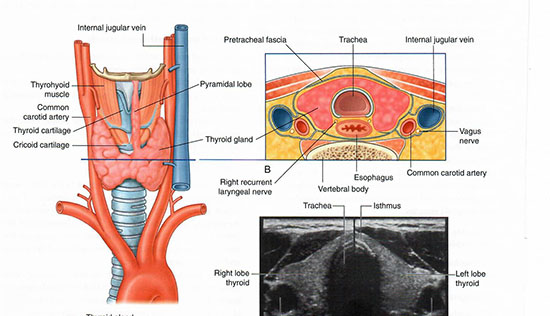 Internal jugular vein
Thyrohyoid
muscle
Common
carotid artery
Thyroid cartilage
Cricoid cartilage
Pyramidal lobe
Thyroid gland
Pretracheal fascia
Trachea
Internal jugular vein
Vagus
nerve
Common carotid artery
Esophagus
Vertebral body
Right recurrent
laryngeal nerve
B
Trachea
Isthmus
Right lobe
thyroid
Left lobe
thyroid